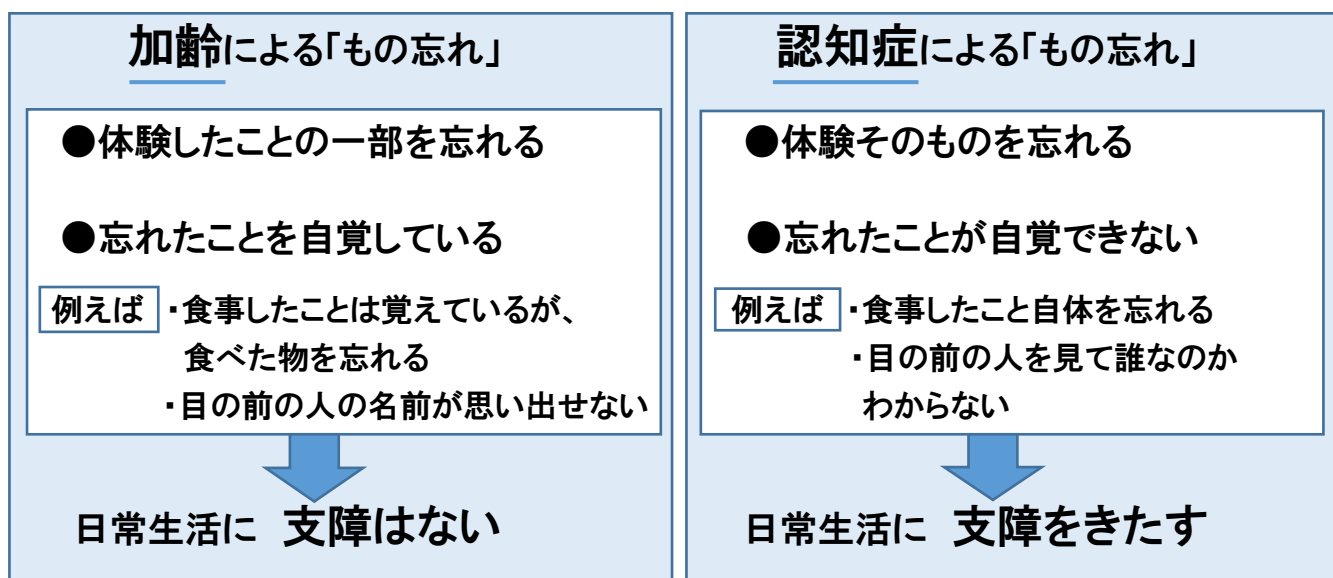 加齢による「もの忘れ」
●体験したことの一部を忘れる
●忘れたことを自覚している
例えば ・食事したことは覚えているが、
食べた物を忘れる
・目の前の人の名前が思い出せない
日常生活に 支障はない
認知症による「もの忘れ」
●体験そのものを忘れる
●忘れたことが自覚できない
例えば ・食事したこと自体を忘れる
・目の前の人を見て誰なのか
わからない
日常生活に 支障をきたす